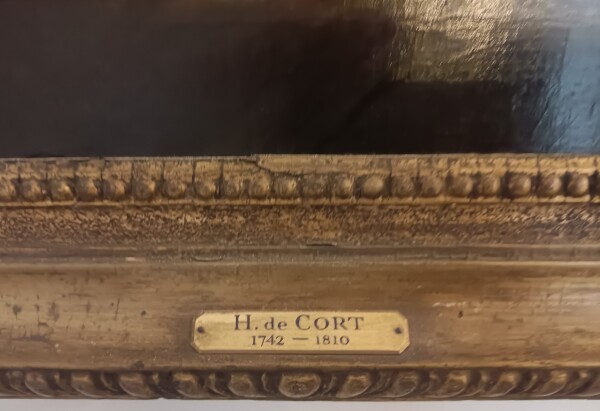 H. de CORT
1742 — 1810